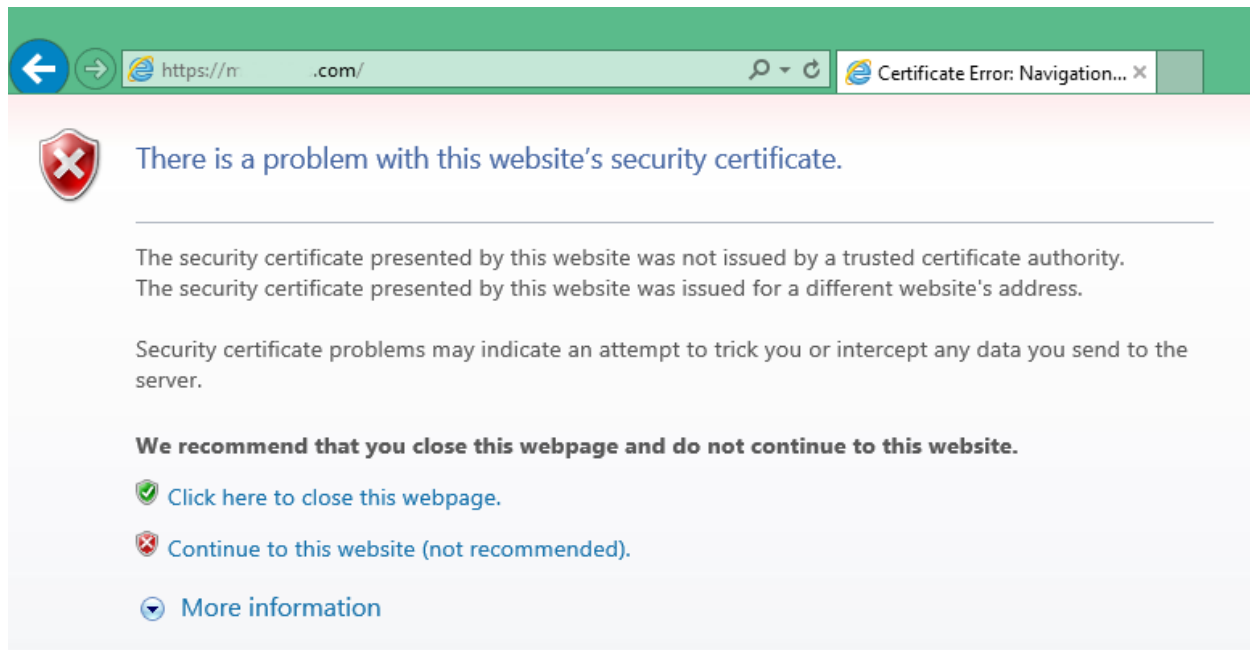 https://m .com/
Certificate Error: Navigation...
There is a problem with this website's security certificate.
The security certificate presented by this website was not issued by a trusted certificate authority.
The security certificate presented by this website was issued for a different website's address.
Security certificate problems may indicate an attempt to trick you or intercept any data you send to the
server.
We recommend that you close this webpage and do not continue to this website.
Click here to close this webpage.
Continue to this website (not recommended).
More information